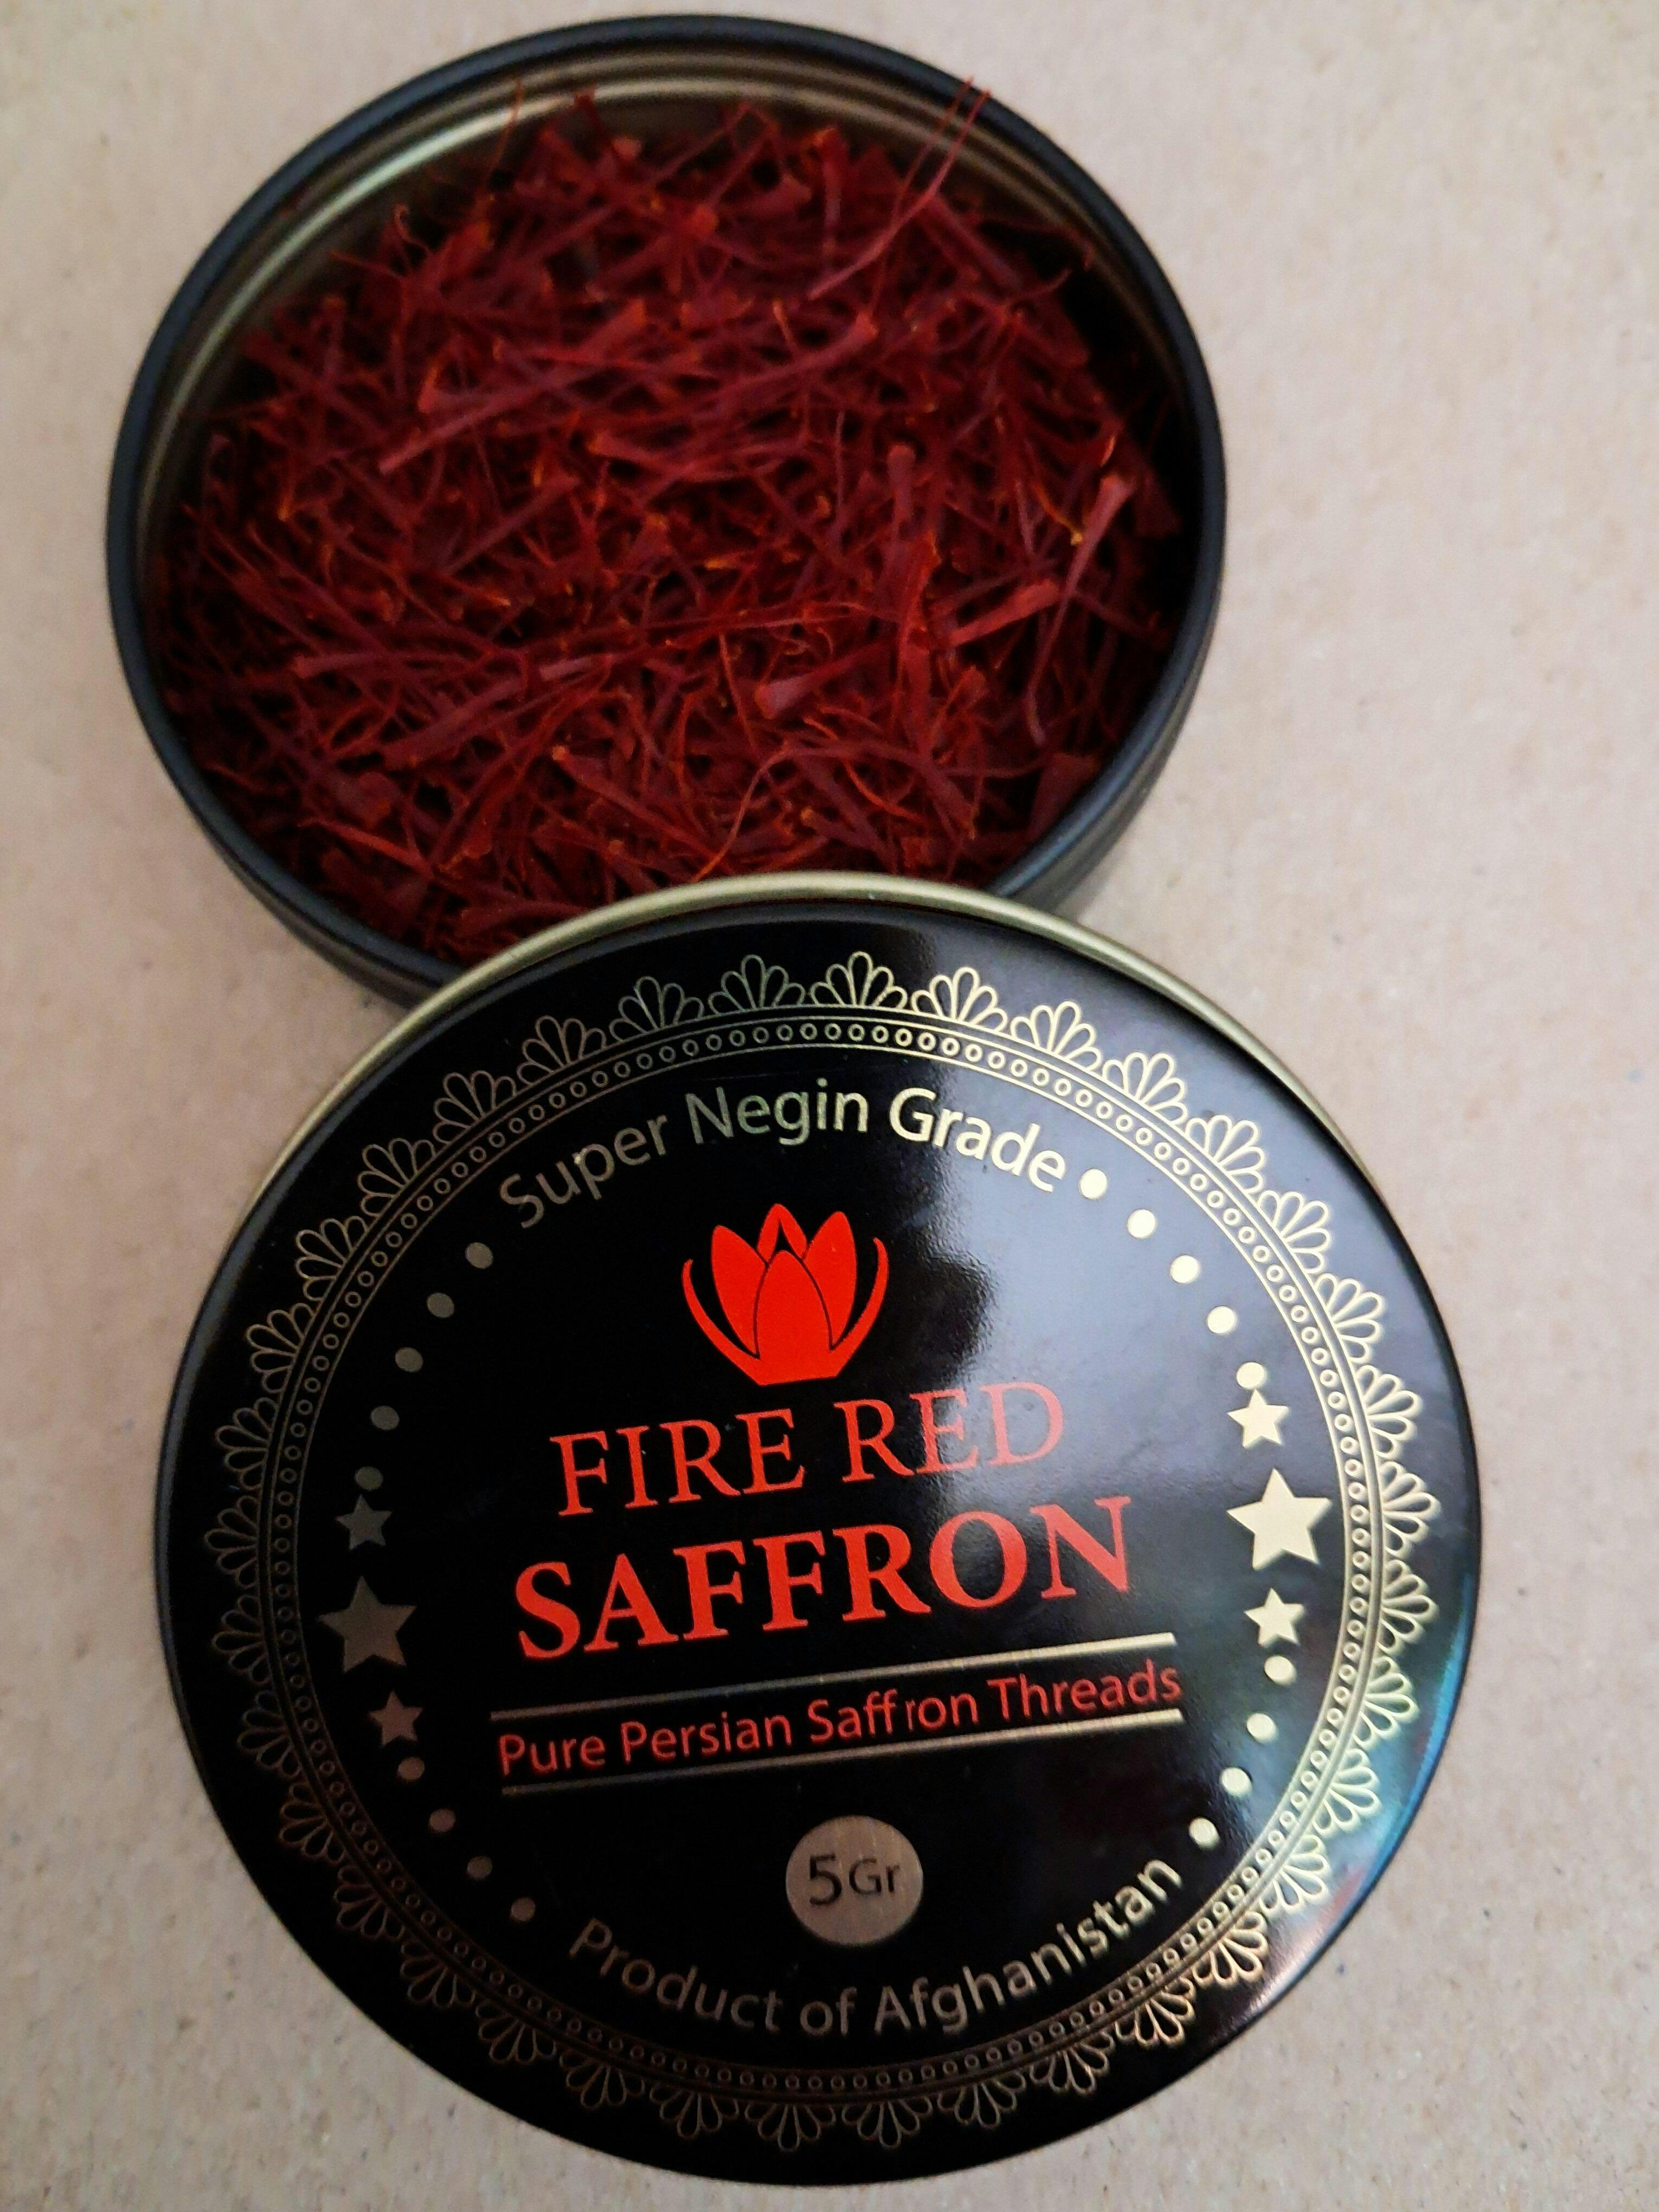 Super Negin Grade
FIRE RED
SAFFRON
Pure Persian Saffron Threads
5Gr
Product of Afghanistan